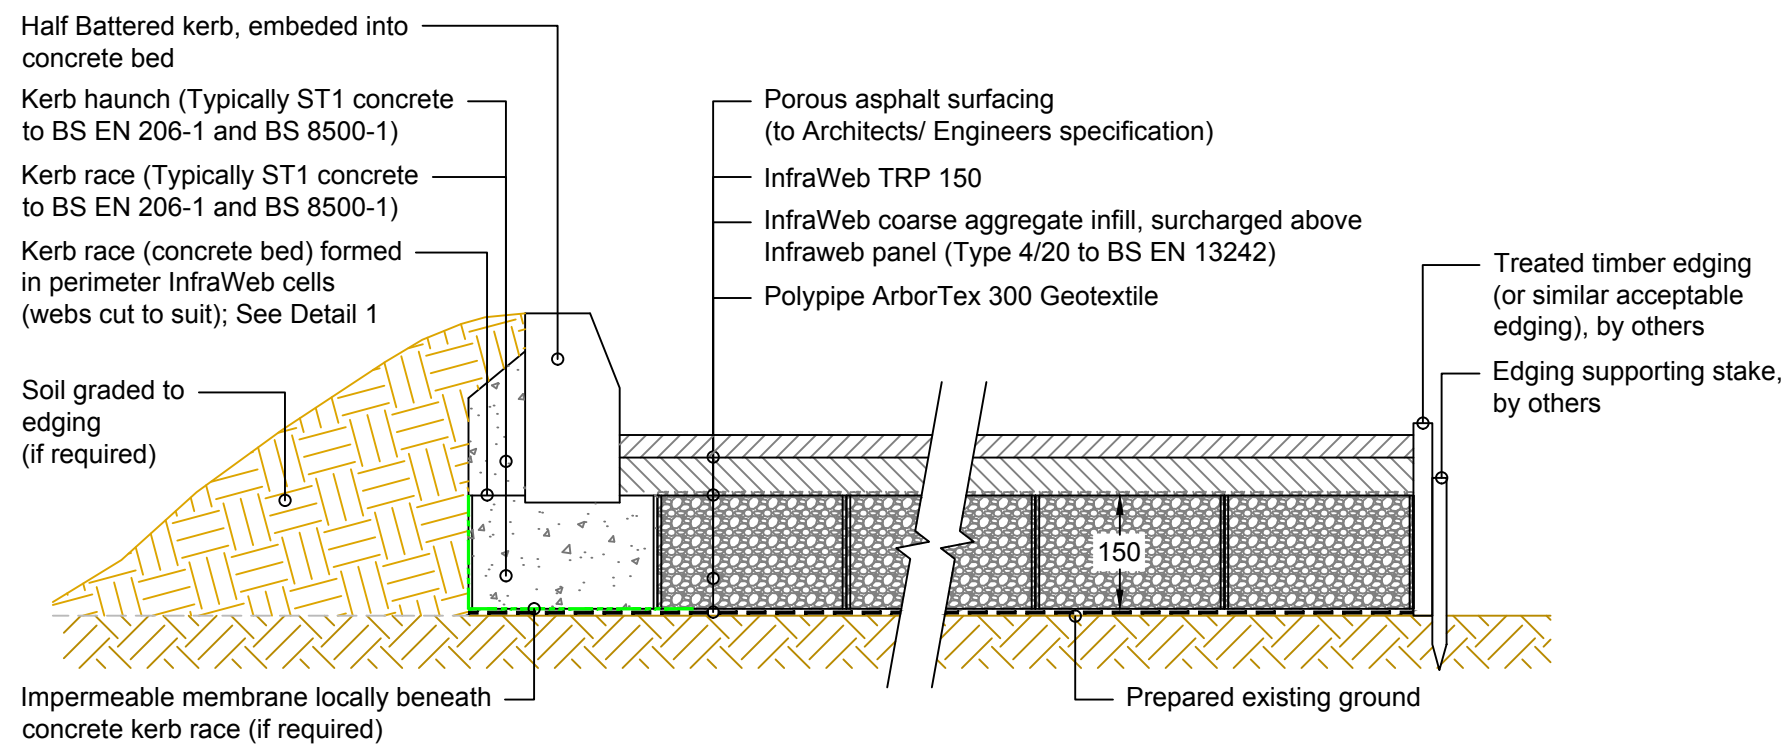 Half Battered kerb, embeded into
concrete bed
Kerb haunch (Typically ST1 concrete
to BS EN 206-1 and BS 8500-1)
Kerb race (Typically ST1 concrete
to BS EN 206-1 and BS 8500-1)
Kerb race (concrete bed) formed
in perimeter InfraWeb cells
(webs cut to suit); See Detail 1
Soil graded to
edging
(if required)
Porous asphalt surfacing
(to Architects/ Engineers specification)
InfraWeb TRP 150
InfraWeb coarse aggregate infill, surcharged above
Infraweb panel (Type 4/20 to BS EN 13242)
Polypipe ArborTex 300 Geotextile
Treated timber edging
(or similar acceptable
edging), by others
Edging supporting stake,
by others
150
Impermeable membrane locally beneath
concrete kerb race (if required)
Prepared existing ground